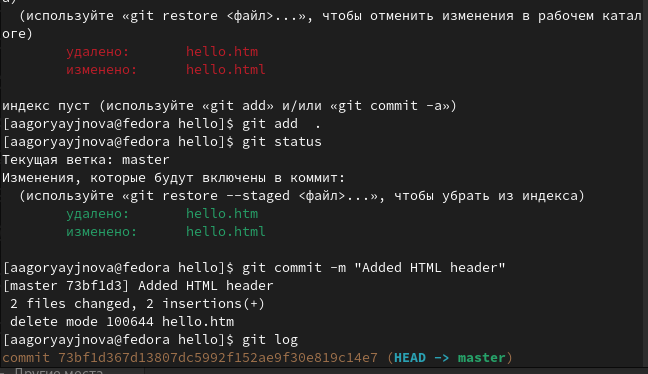 а)
  (используйте «git restore <файл>...», чтобы отменить изменения в рабочем катал
оге)
        удалено:       hello.htm
        изменено:      hello.html

индекс пуст (используйте «git add» и/или «git commit -a»)
[aagoryayjnova@fedora hello]$ git add  .
[aagoryayjnova@fedora hello]$ git status
Текущая ветка: master
Изменения, которые будут включены в коммит:
  (используйте «git restore --staged <файл>...», чтобы убрать из индекса)
        удалено:       hello.htm
        изменено:      hello.html

[aagoryayjnova@fedora hello]$ git commit -m "Added HTML header"
[master 73bf1d3] Added HTML header
 2 files changed, 2 insertions(+)
 delete mode 100644 hello.htm
[aagoryayjnova@fedora hello]$ git log
commit 73bf1d367d13807dc5992f152ae9f30e819c14e7 (HEAD -> master)
Другие места